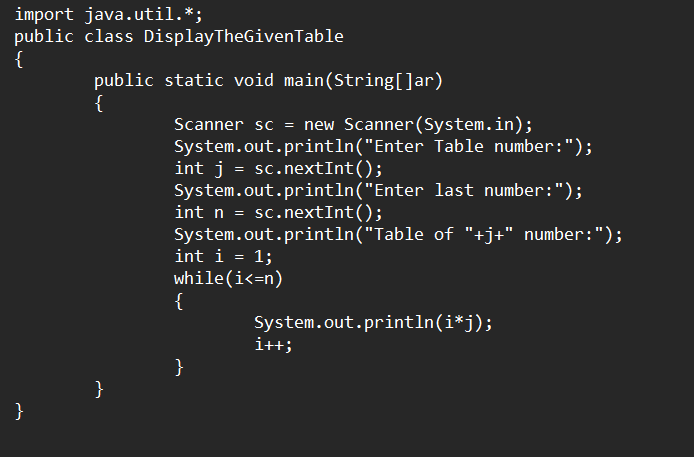 import java.util.*;
public class DisplayTheGivenTable
{
public static void main(String[]ar)
{
Scanner sc = new Scanner(System.in);
System.out.println("Enter Table number:");
int j = sc.nextInt();
System.out.println("Enter last number:");
int n = sc.nextInt();
System.out.println("Table of "+j+" number:");
int i = 1;
while(i<=n)
{
System.out.println(i*j);
i++;
}
}
}